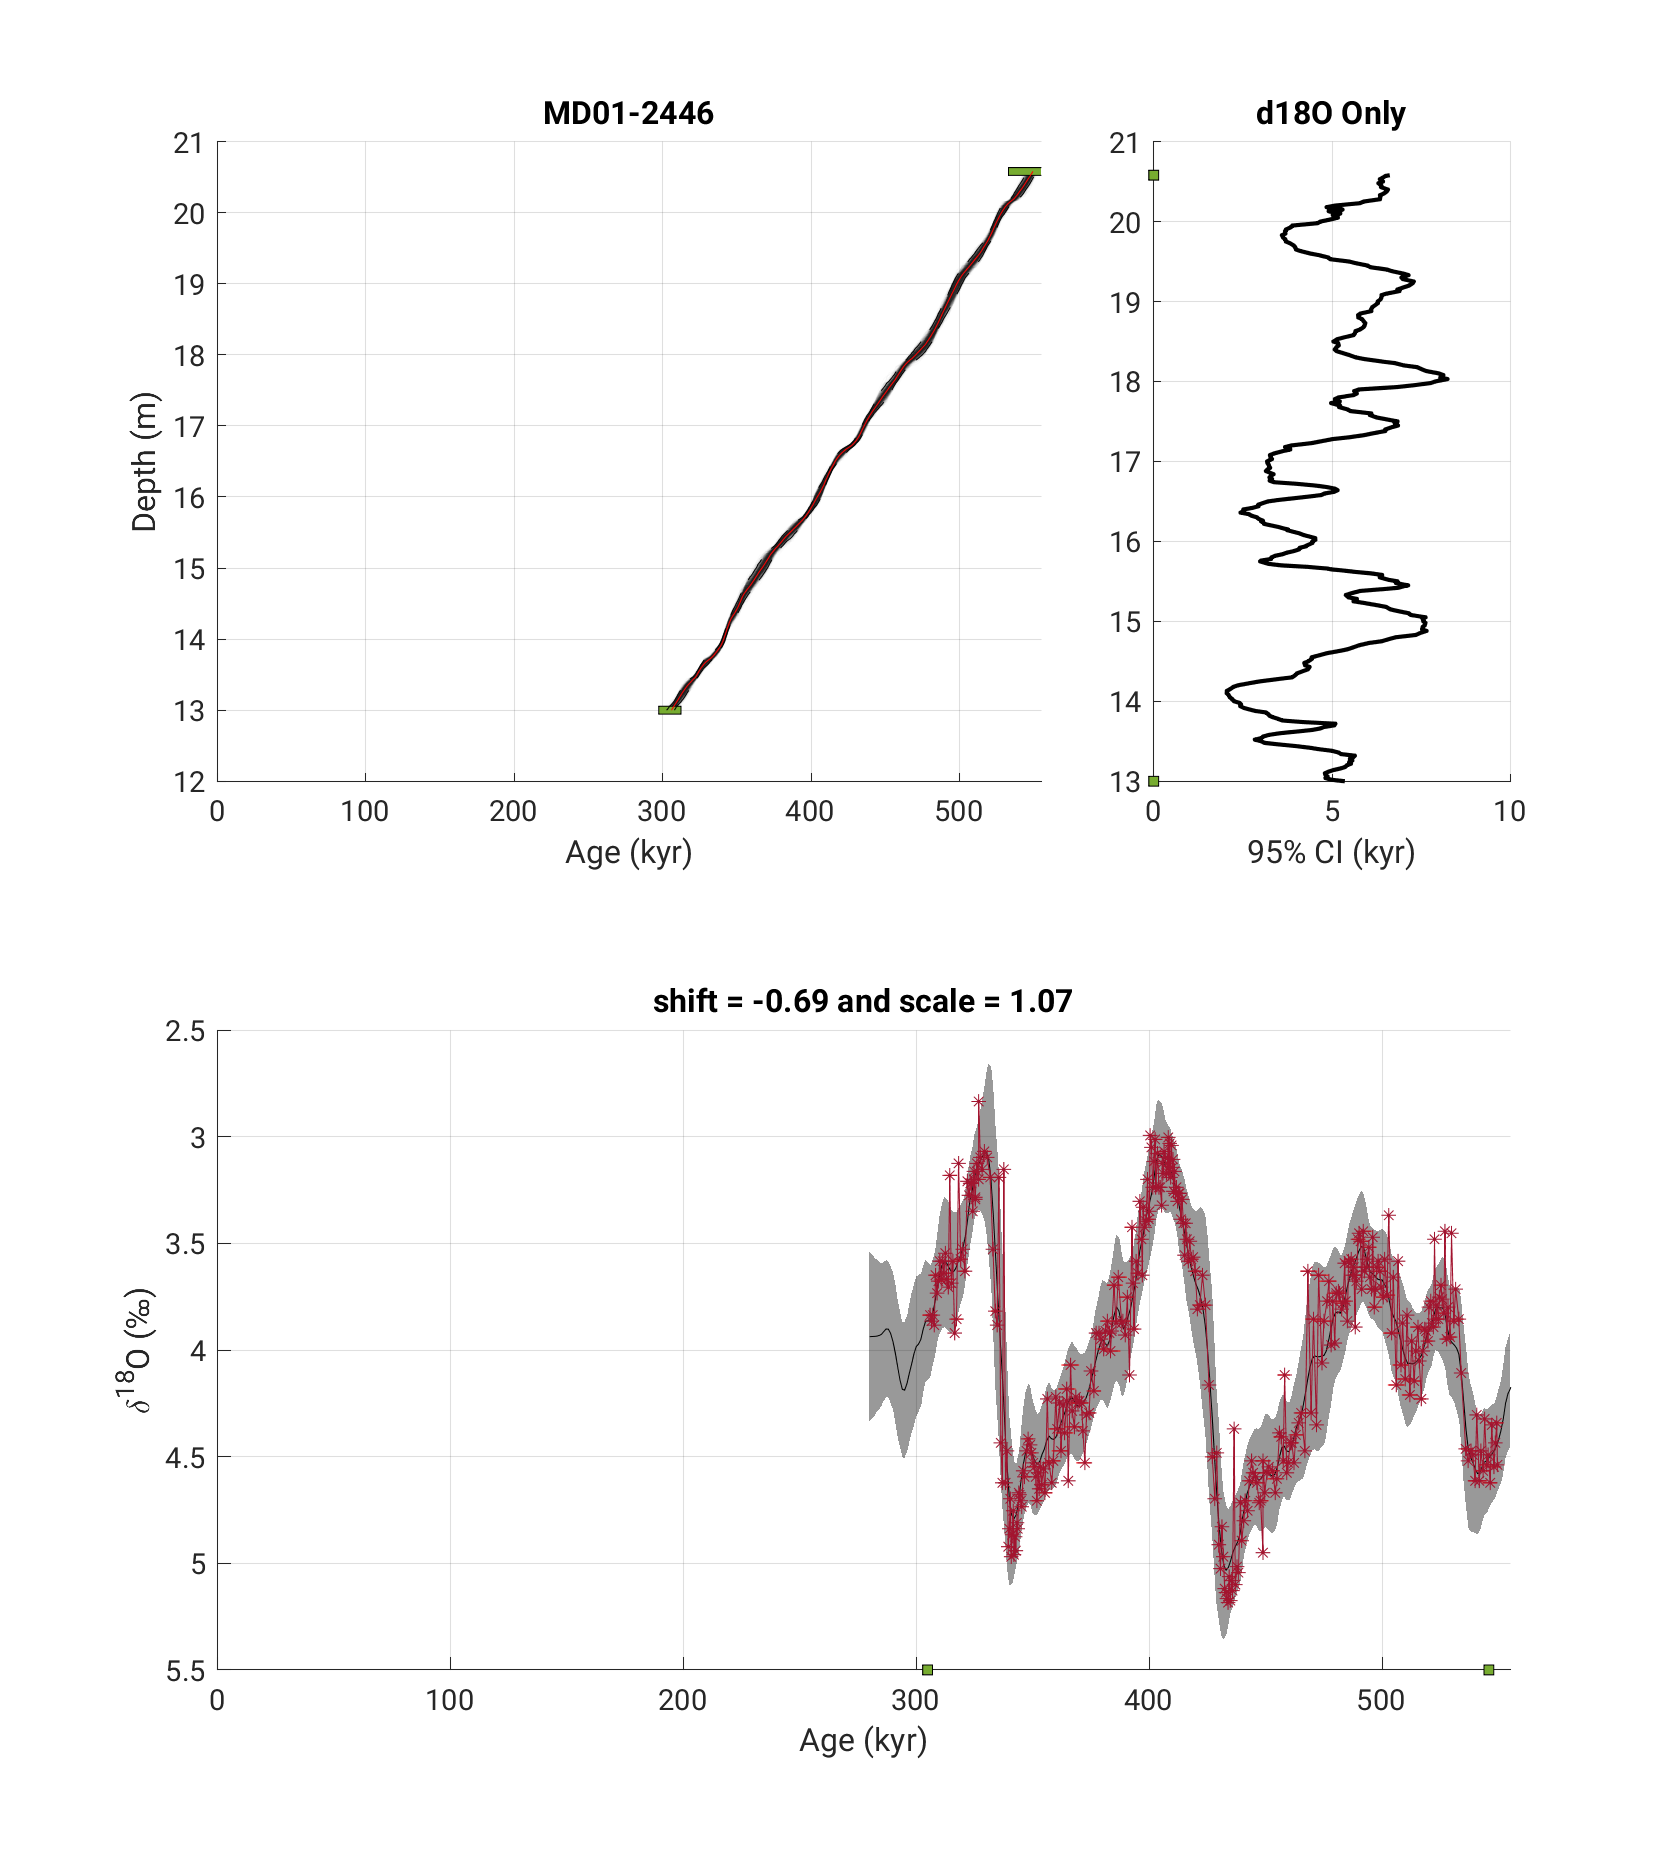 MD01-2446
21
20
19
18
17
16
15
14
13
12
Depth (m)
0 100 200 300 400 500
Age (kyr)
d18O Only
21
20
19
18
17
16
15
14
13
0 5 10
95% CI (kyr)
shift = -0.69 and scale = 1.07
2.5
3
3.5
4
4.5
5
5.5
δ¹⁸O (‰)
0 100 200 300 400 500
Age (kyr)